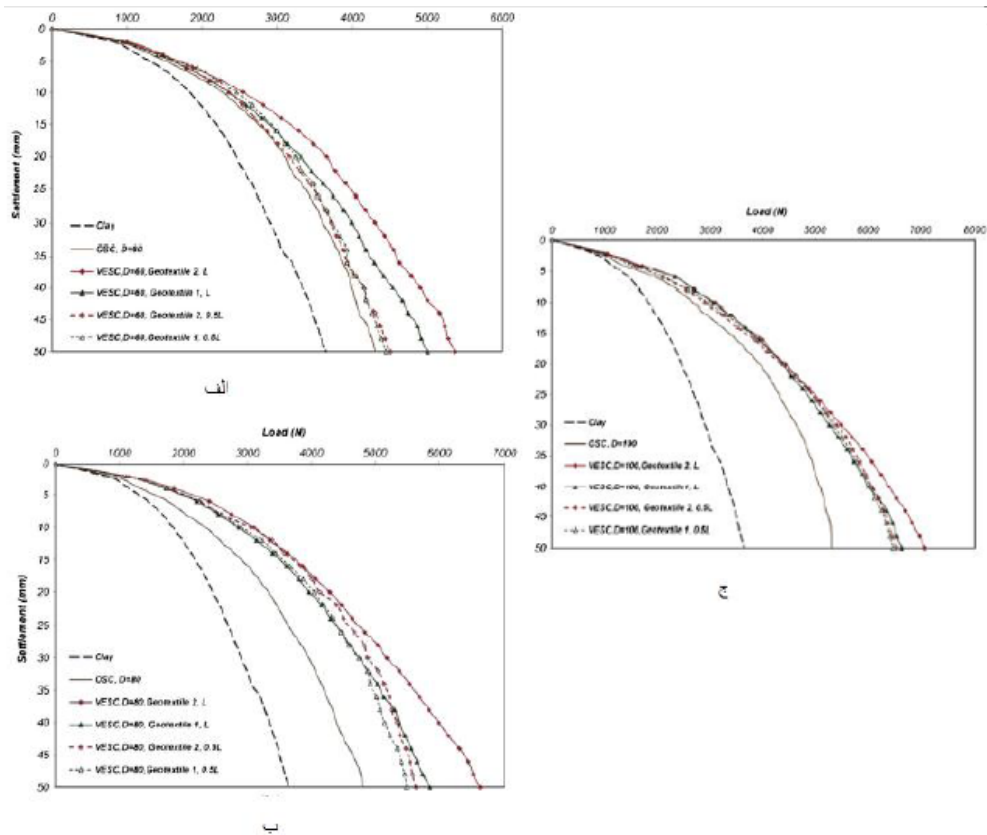 0 1000 2000 3000 4000 5000 6000
0
5
10
15
20
25
30
35
40
45
50
Settlement (mm)
Clay
OSC, D=60
VESC,D=60,Geotextile 2, L
VESC,D=60, Geotextile 1, L
VESC,D=60, Geotextile 2, 0.5L
VESC,D=60, Geotextile 1, 0.5L
الف
Load (N)
0 1000 2000 3000 4000 5000 6000 7000
0
5
10
15
20
25
30
35
40
45
50
Settlement (mm)
Clay
OSC, D=80
VESC,D=80,Geotextile 2, L
VESC,D=80,Geotextile 1, L
VESC,D=80,Geotextile 2, 0.5L
VESC,D=80,Geotextile 1, 0.5L
ب
Load (N)
0 1000 2000 3000 4000 5000 6000 7000 8000
0
5
10
15
20
25
30
35
40
50
Clay
OSC, D=100
VESC,D=100,Geotextile 2, L
VESC,D=100,Geotextile 1, L
VESC,D=100, Geotextile 2, 0.5L
VESC,D=100, Geotextile 1, 0.5L
ج